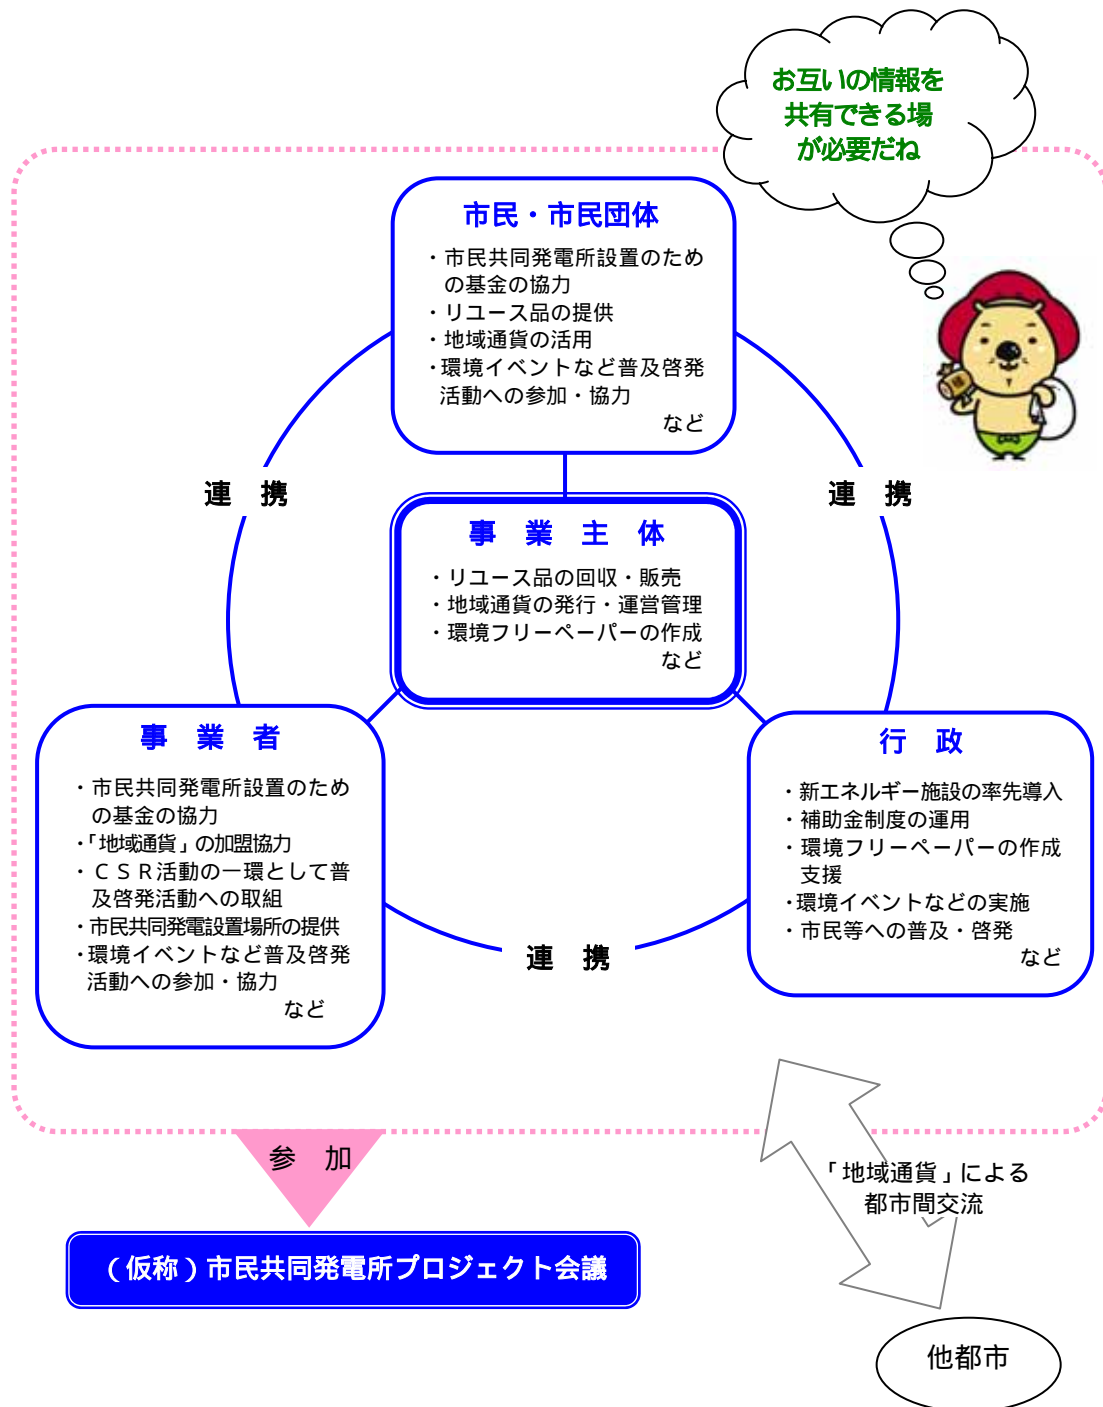 お互いの情報を
共有できる場
が必要だね
市民・市民団体
・市民共同発電所設置のため
の基金の協力
・リユース品の提供
・地域通貨の活用
・環境イベントなど普及啓発
活動への参加・協力
など
連 携
連 携
事 業 主 体
・リユース品の回収・販売
・地域通貨の発行・運営管理
・環境フリーペーパーの作成
など
事 業 者
・市民共同発電所設置のため
の基金の協力
・「地域通貨」の加盟協力
・ＣＳＲ活動の一環として普
及啓発活動への取組
・市民共同発電設置場所の提供
・環境イベントなど普及啓発
活動への参加・協力
など
行 政
・新エネルギー施設の率先導入
・補助金制度の運用
・環境フリーペーパーの作成
支援
・環境イベントなどの実施
・市民等への普及・啓発
など
連 携
参 加
「地域通貨」による
都市間交流
（仮称）市民共同発電所プロジェクト会議
他都市